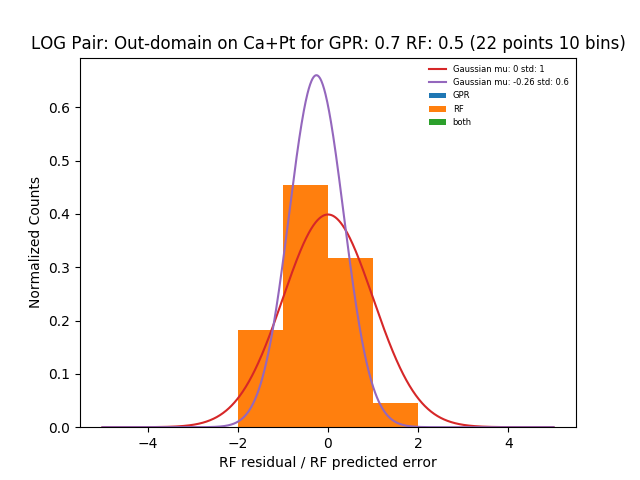 LOG Pair: Out-domain on Ca+Pt for GPR: 0.7 RF: 0.5 (22 points 10 bins)
Gaussian mu: 0 std: 1
Gaussian mu: -0.26 std: 0.6
GPR
RF
both
Normalized Counts
0.6
0.5
0.4
0.3
0.2
0.1
0.0
−4
−2
0
2
4
RF residual / RF predicted error